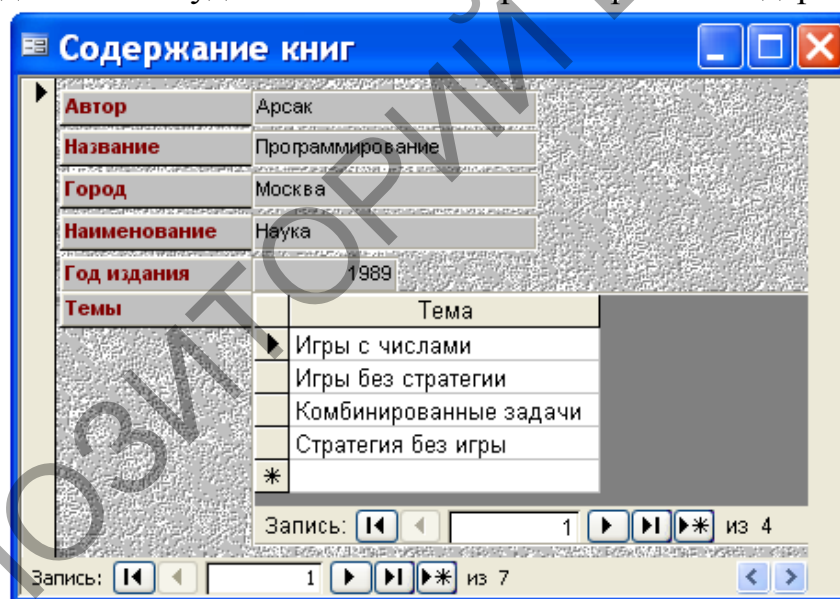 Содержание книг
Автор Арсак
Название Программирование
Город Москва
Наименование Наука
Год издания 1989
Темы Тема
Игры с числами
Игры без стратегии
Комбинированные задачи
Стратегия без игры
Запись: 1 из 4
Запись: 1 из 7